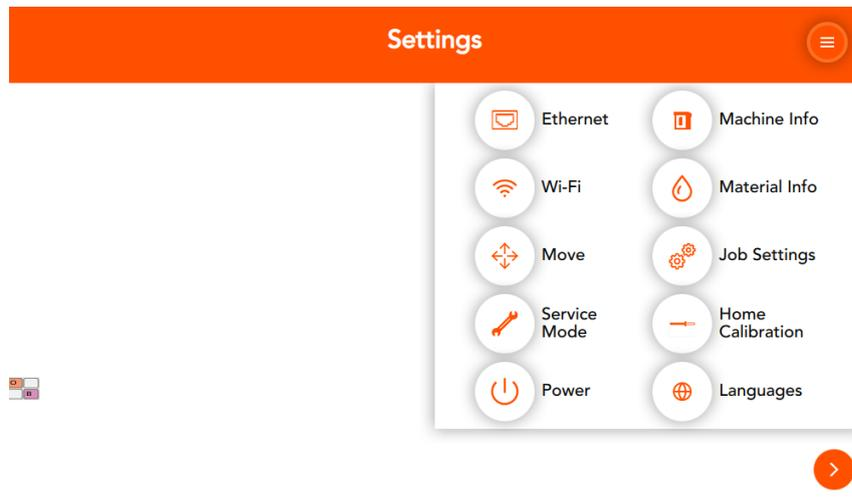 Settings
Ethernet
Machine Info
Wi-Fi
Material Info
Move
Job Settings
Service
Mode
Home
Calibration
Power
Languages